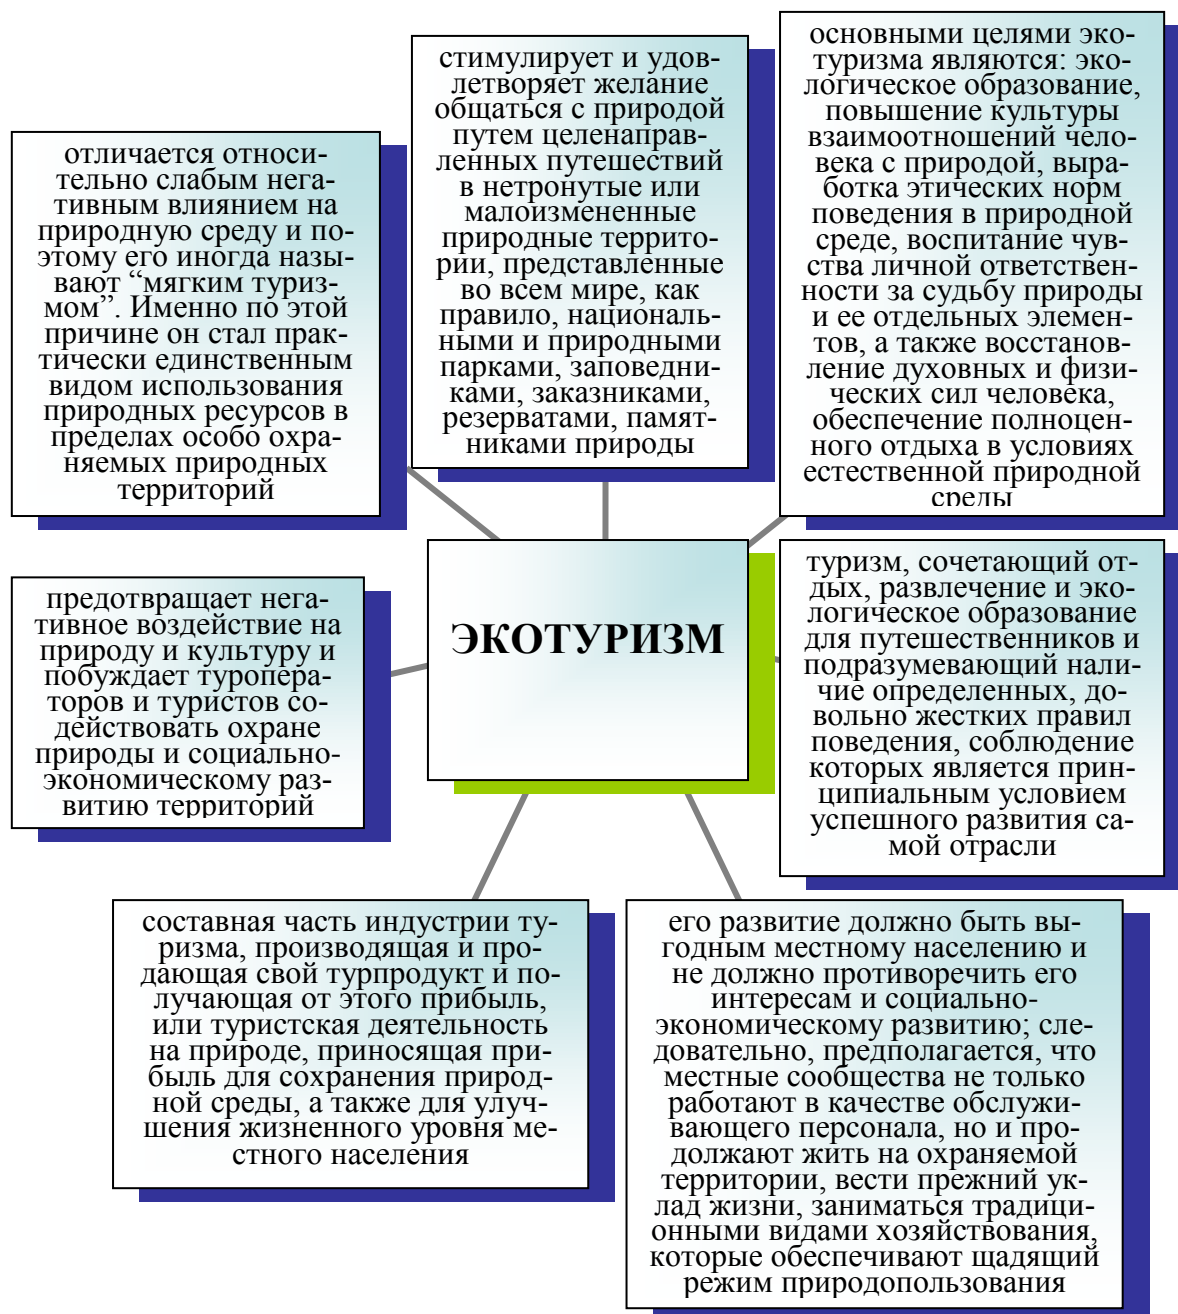 отличается относи-
тельно слабым нега-
тивным влиянием на
природную среду и по-
этому его иногда назы-
вают “мягким туриз-
мом”. Именно по этой
причине он стал прак-
тически единственным
видом использования
природных ресурсов в
пределах особо охра-
няемых природных
территорий
стимулирует и удов-
летворяет желание
общаться с природой
путем целенаправ-
ленных путешествий
в нетронутые или
малоизмененные
природные террито-
рии, представленные
во всем мире, как
правило, националь-
ными и природными
парками, заповедни-
ками, заказниками,
резерватами, памят-
никами природы
основными целями эко-
туризма являются: эко-
логическое образование,
повышение культуры
взаимоотношений чело-
века с природой, выра-
ботка этических норм
поведения в природной
среде, воспитание чув-
ства личной ответствен-
ности за судьбу природы
и ее отдельных элемен-
тов, а также восстанов-
ление духовных и физи-
ческих сил человека,
обеспечение полноцен-
ного отдыха в условиях
естественной природной
среды
ЭКОТУРИЗМ
предотвращает нега-
тивное воздействие на
природу и культуру и
побуждает туропера-
торов и туристов со-
действовать охране
природы и социально-
экономическому раз-
витию территорий
туризм, сочетающий от-
дых, развлечение и эко-
логическое образование
для путешественников и
подразумевающий нали-
чие определенных, до-
вольно жестких правил
поведения, соблюдение
которых является прин-
ципиальным условием
успешного развития са-
мой отрасли
составная часть индустрии ту-
ризма, производящая и про-
дающая свой турпродукт и по-
лучающая от этого прибыль,
или туристская деятельность
на природе, приносящая при-
быль для сохранения природ-
ной среды, а также для улуч-
шения жизненного уровня ме-
стного населения
его развитие должно быть вы-
годным местному населению и
не должно противоречить его
интересам и социально-
экономическому развитию; сле-
довательно, предполагается, что
местные сообщества не только
работают в качестве обслужи-
вающего персонала, но и про-
должают жить на охраняемой
территории, вести прежний ук-
лад жизни, заниматься традици-
онными видами хозяйствования,
которые обеспечивают щадящий
режим природопользования